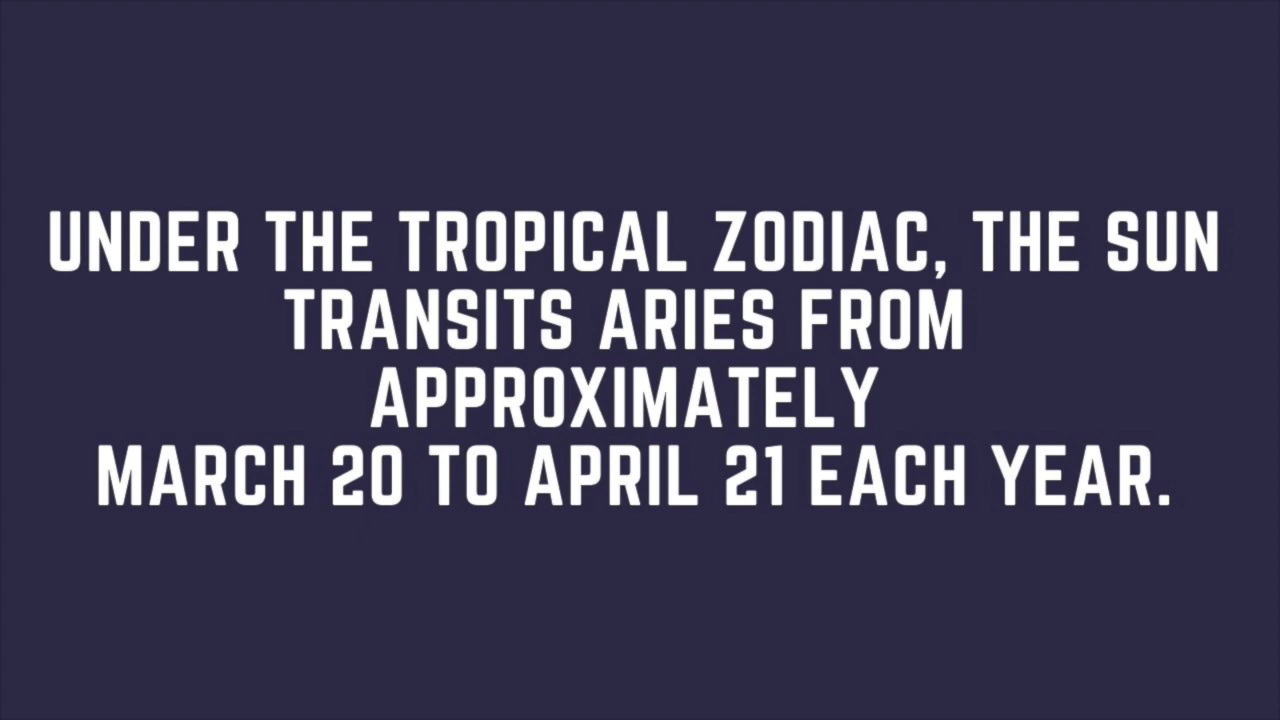 UNDER THE TROPICAL ZODIAC, THE SUN
TRANSITS ARIES FROM
APPROXIMATELY
MARCH 20 TO APRIL 21 EACH YEAR.